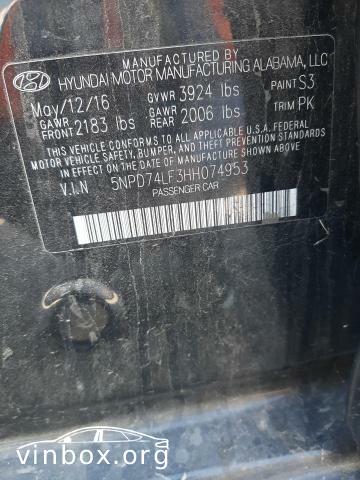 MANUFACTURED BY
HYUNDAI MOTOR MANUFACTURING ALABAMA, LLC
May/12/16 GVWR 3924 lbs PAINT S3
GAWR FRONT 2183 lbs GAWR REAR 2006 lbs TRIM PK
THIS VEHICLE CONFORMS TO ALL APPLICABLE U.S.A FEDERAL
MOTOR VEHICLE SAFETY, BUMPER, AND THEFT PREVENTION
STANDARDS IN EFFECT ON THE DATE OF MANUFACTURE
SHOWN ABOVE.
V.I.N 5NPD74LF3HH074953
PASSENGER CAR
vinbox.org